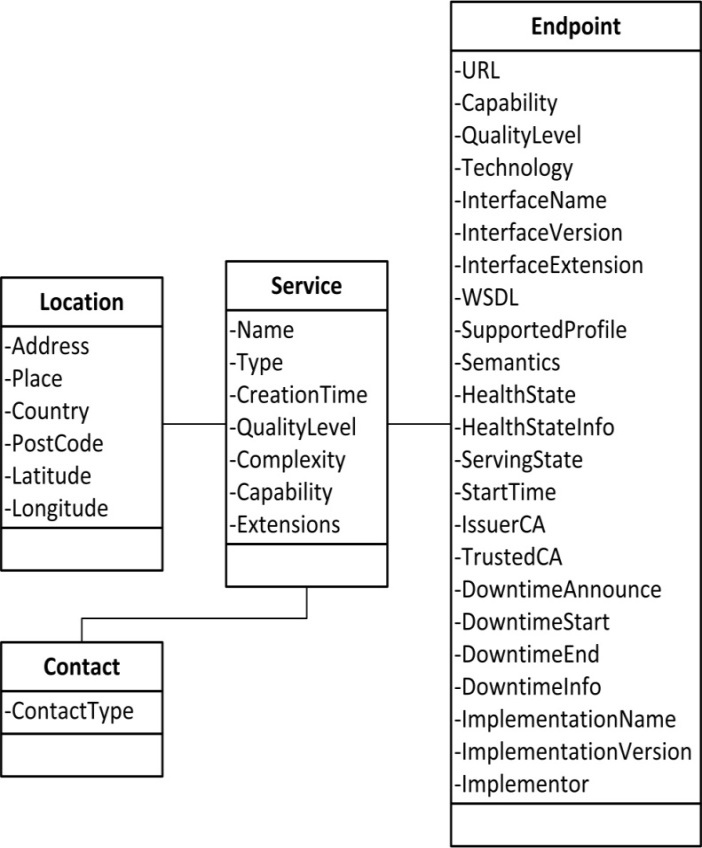 Location
-Address
-Place
-Country
-PostCode
-Latitude
-Longitude
Service
-Name
-Type
-CreationTime
-QualityLevel
-Complexity
-Capability
-Extensions
Contact
-ContactType
Endpoint
-URL
-Capability
-QualityLevel
-Technology
-InterfaceName
-InterfaceVersion
-InterfaceExtension
-WSDL
-SupportedProfile
-Semantics
-HealthState
-HealthStateInfo
-ServingState
-StartTime
-IssuerCA
-TrustedCA
-DowntimeAnnounce
-DowntimeStart
-DowntimeEnd
-DowntimeInfo
-ImplementationName
-ImplementationVersion
-Implementor